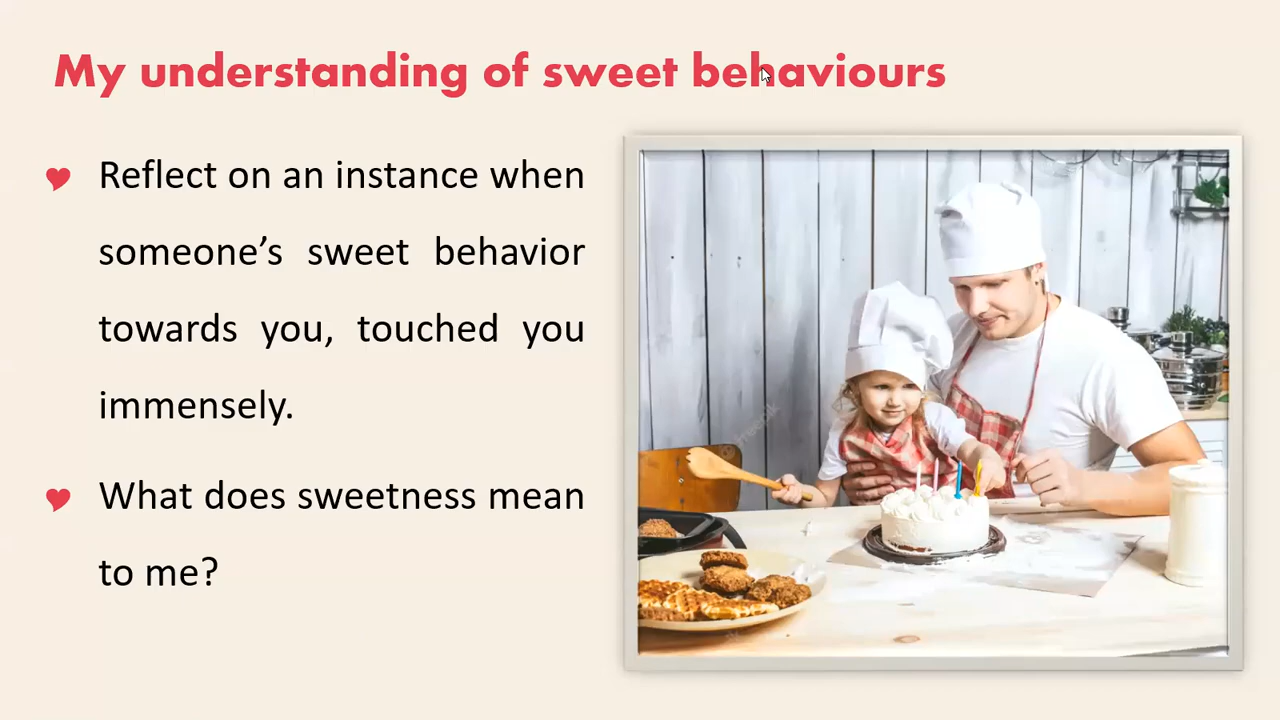 My understanding of sweet behaviours
Reflect on an instance when
someone's sweet behavior
towards you, touched you
immensely.
What does sweetness mean
to me?